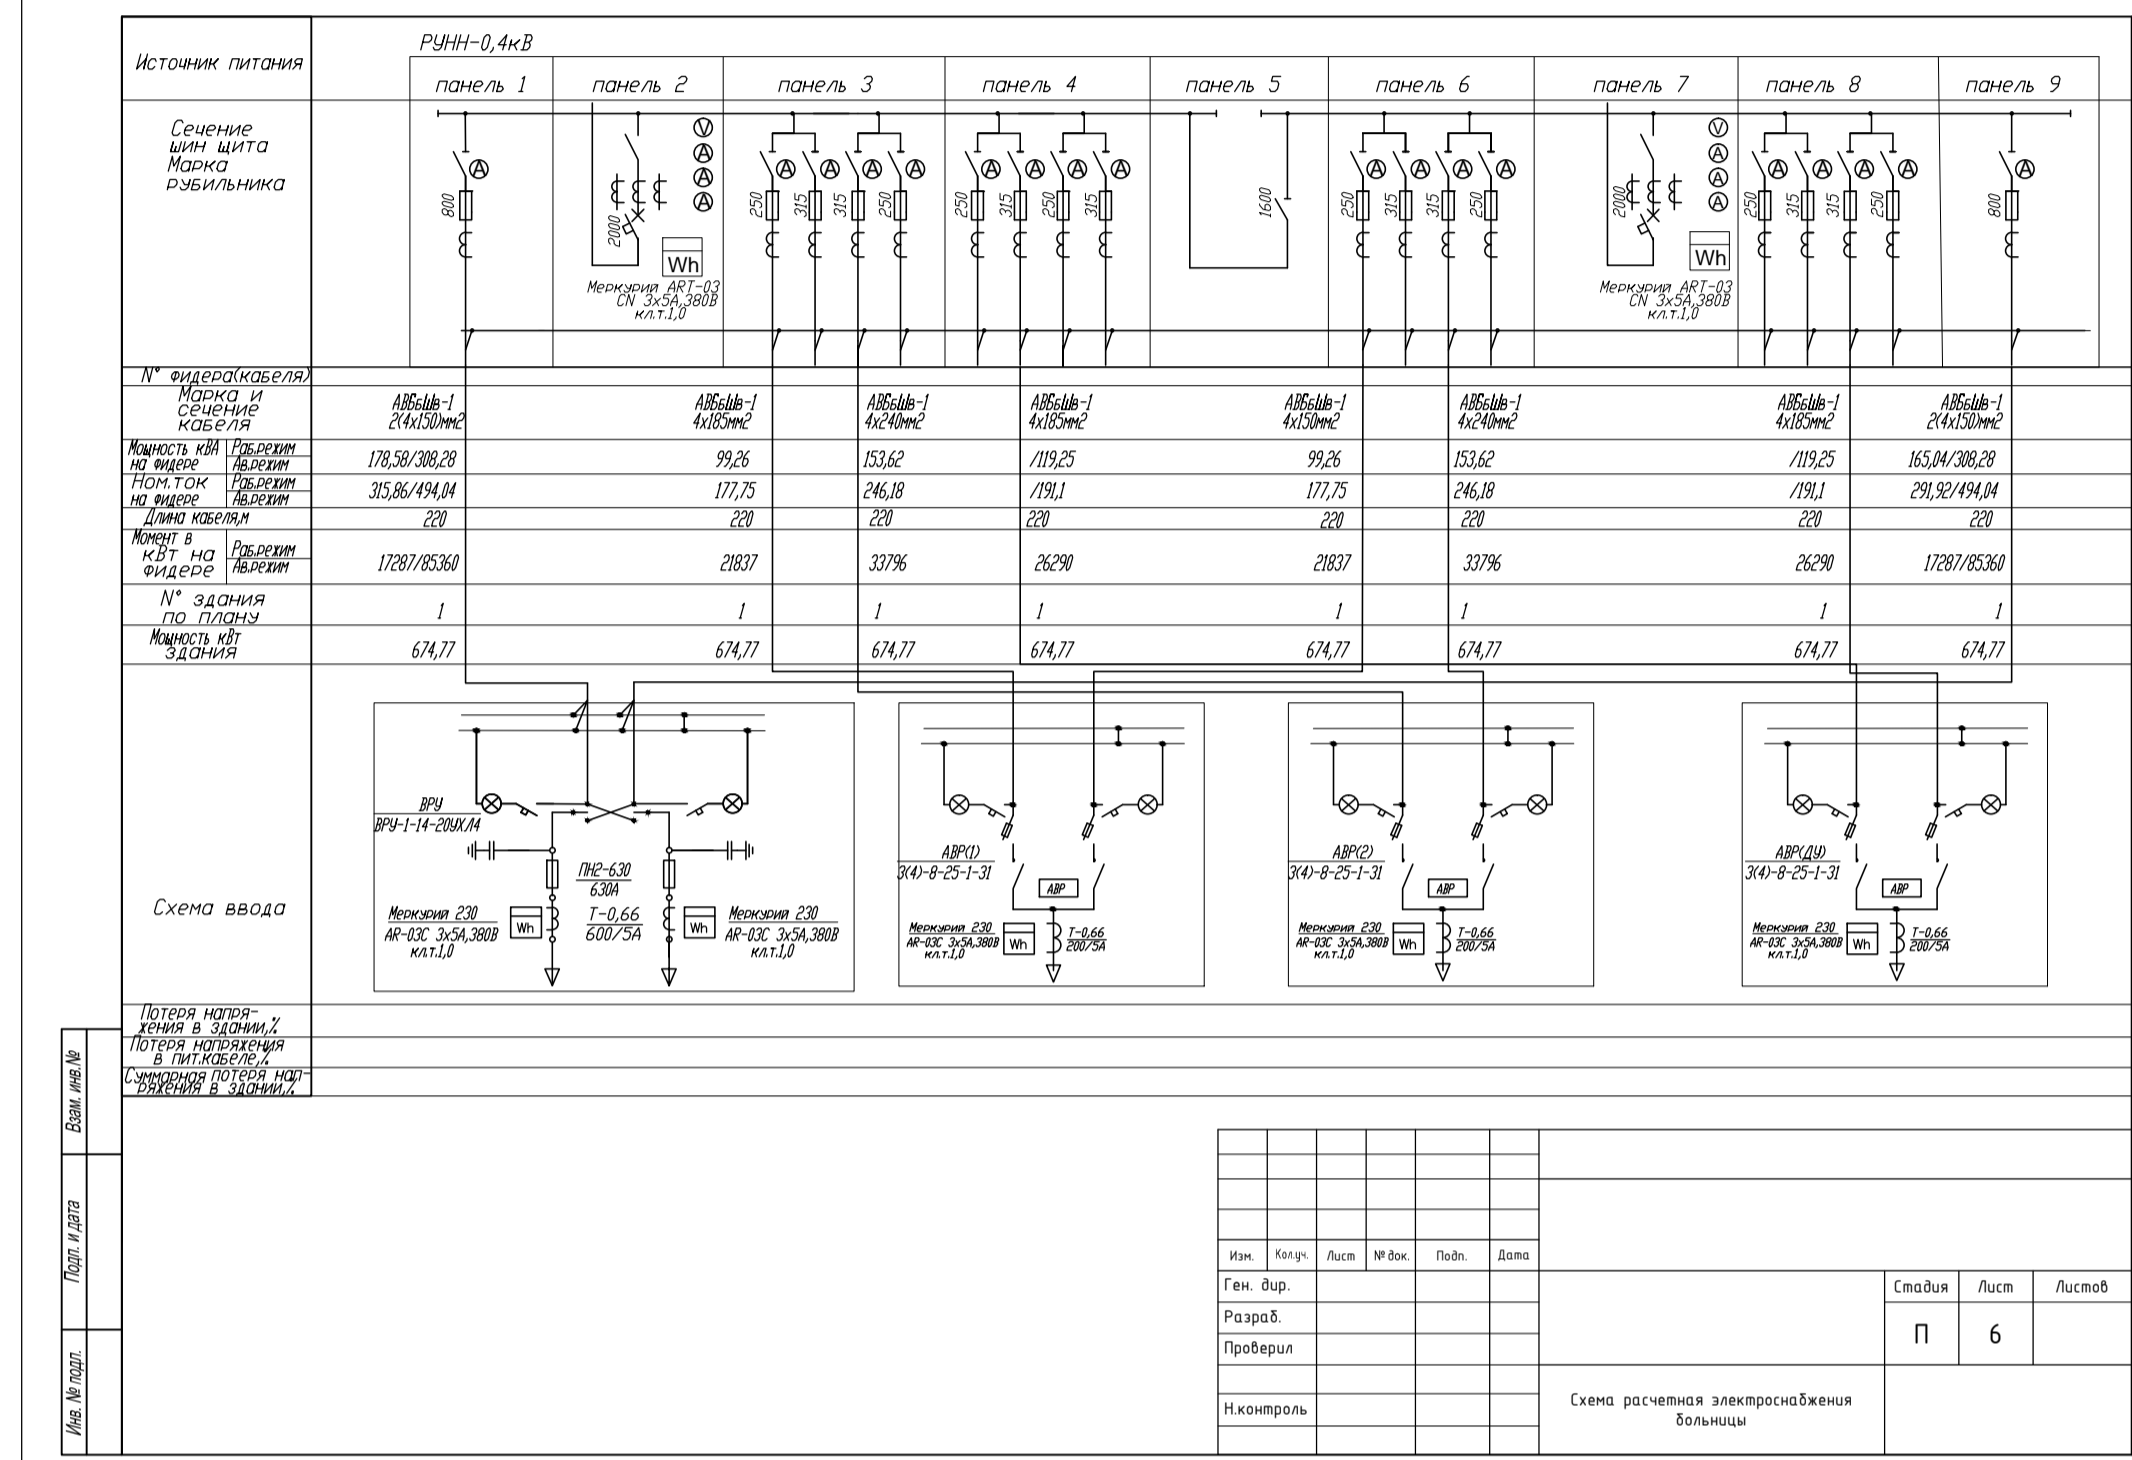 РУНН-0,4кВ
Источник питания
панель 1 панель 2 панель 3 панель 4 панель 5 панель 6 панель 7 панель 8 панель 9
Сечение
шин щита
Марка
рубильника
V
A
A
A
V
A
A
A
A A A A A A A A A A A A A A A A A A
800 2000 250 315 315 250 250 315 250 315 1600 250 315 315 250 2000 250 315 315 250 800
Wh
Меркурий ART-03
CN 3x5A,380В
кл.т.1,0
Wh
Меркурий ART-03
CN 3x5A,380В
кл.т.1,0
N° фидера(кабеля)
Марка и
сечение
кабеля
АВБбШв-1 АВБбШв-1 АВБбШв-1 АВБбШв-1 АВБбШв-1 АВБбШв-1 АВБбШв-1 АВБбШв-1
2(4х150)мм2 4х185мм2 4х240мм2 4х185мм2 4х150мм2 4х240мм2 4х185мм2 2(4х150)мм2
Мощность кВА
на фидере
Раб.режим
Ав.режим
178,58/308,28 99,26 153,62 /119,25 99,26 153,62 /119,25 165,04/308,28
Ном.ток
на фидере
Раб.режим
Ав.режим
315,86/494,04 177,75 246,18 /191,1 177,75 246,18 /191,1 291,92/494,04
Длина кабеля,м
220 220 220 220 220 220 220 220
Момент в
кВт на
фидере
Раб.режим
Ав.режим
17287/85360 21837 33796 26290 21837 33796 26290 17287/85360
N° здания
по плану
1 1 1 1 1 1 1 1
Мощность кВт
здания
674,77 674,77 674,77 674,77 674,77 674,77 674,77 674,77
Схема ввода
ВРУ
ВРУ-1-14-20УХЛ4
ПН2-630
630А
Меркурий 230
AR-03C 3x5A,380В
кл.т.1,0
Wh
Т-0,66
600/5А
Wh
Меркурий 230
AR-03C 3x5A,380В
кл.т.1,0
АВР(1)
3(4)-8-25-1-31
АВР
Меркурий 230
AR-03C 3x5A,380В
кл.т.1,0
Wh
Т-0,66
200/5А
АВР(2)
3(4)-8-25-1-31
АВР
Меркурий 230
AR-03C 3x5A,380В
кл.т.1,0
Wh
Т-0,66
200/5А
АВР(ДУ)
3(4)-8-25-1-31
АВР
Меркурий 230
AR-03C 3x5A,380В
кл.т.1,0
Wh
Т-0,66
200/5А
Потеря напря-
жения в здании,%
Потеря напряжения
в пит.кабеле,%
Суммарная потеря нап-
ряжения в здании,%
Взам. инв.№
Подп. и дата
Инв. № подл.
Изм. Кол.уч. Лист № док. Подп. Дата
Ген. дир.
Разраб.
Проверил
Н.контроль
Стадия Лист Листов
П 6
Схема расчетная электроснабжения
больницы